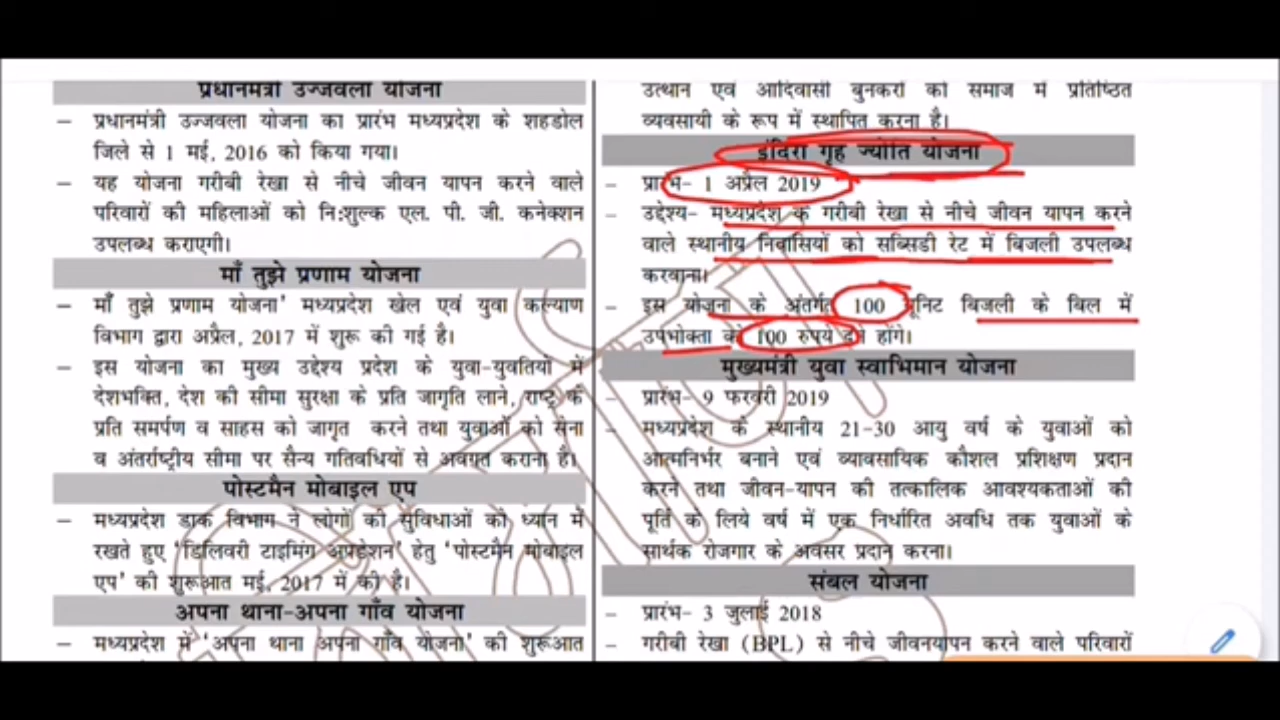 प्रधानमंत्री उज्जवला योजना
– प्रधानमंत्री उज्जवला योजना का प्रारंभ मध्यप्रदेश के शहडोल
जिले से 1 मई, 2016 को किया गया।
– यह योजना गरीबी रेखा से नीचे जीवन यापन करने वाले
परिवारों की महिलाओं को नि:शुल्क एल. पी. जी. कनेक्शन
उपलब्ध कराएगी।
माँ तुझे प्रणाम योजना
– माँ तुझे प्रणाम योजना' मध्यप्रदेश खेल एवं युवा कल्याण
विभाग द्वारा अप्रैल, 2017 में शुरू की गई है।
– इस योजना का मुख्य उद्देश्य प्रदेश के युवा-युवतियों में
देशभक्ति, देश की सीमा सुरक्षा के प्रति जागृति लाने, राष्ट्र के
प्रति समर्पण व साहस को जागृत करने तथा युवाओं को सेना
व अंतर्राष्ट्रीय सीमा पर सैन्य गतिवधियों से अवगत कराना है।
पोस्टमैन मोबाइल एप
– मध्यप्रदेश डाक विभाग ने लोगों की सुविधाओं को ध्यान में
रखते हुए 'डिलिवरी टाइमिंग अपडेशन' हेतु 'पोस्टमैन मोबाइल
एप' की शुरूआत मई, 2017 में की है।
अपना थाना-अपना गाँव योजना
– मध्यप्रदेश में 'अपना थाना अपना गाँव योजना' की शुरूआत
उत्थान एवं आदिवासी बुनकरों को समाज में प्रतिष्ठित
व्यवसायी के रूप में स्थापित करना है।
इंदिरा गृह ज्योति योजना
– प्रारंभ- 1 अप्रैल 2019
– उद्देश्य- मध्यप्रदेश के गरीबी रेखा से नीचे जीवन यापन करने
वाले स्थानीय निवासियों को सब्सिडी रेट में बिजली उपलब्ध
करवाना।
– इस योजना के अंतर्गत 100 यूनिट बिजली के बिल में
उपभोक्ता को 100 रुपये देने होंगे।
मुख्यमंत्री युवा स्वाभिमान योजना
– प्रारंभ- 9 फरवरी 2019
– मध्यप्रदेश के स्थानीय 21-30 आयु वर्ष के युवाओं को
आत्मनिर्भर बनाने एवं व्यावसायिक कौशल प्रशिक्षण प्रदान
करने तथा जीवन-यापन की तत्कालिक आवश्यकताओं की
पूर्ति के लिये वर्ष में एक निर्धारित अवधि तक युवाओं के
सार्थक रोजगार के अवसर प्रदान करना।
संबल योजना
– प्रारंभ- 3 जुलाई 2018
– गरीबी रेखा (BPL) से नीचे जीवनयापन करने वाले परिवारों